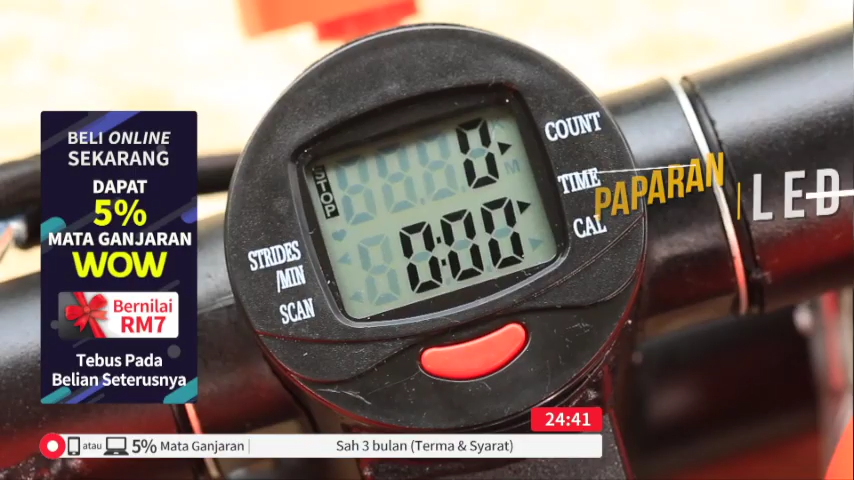 BELI ONLINE
SEKARANG
DAPAT
5%
MATA GANJARAN
WOW
Bernilai
RM7
Tebus Pada
Belian Seterusnya
COUNT
TIME
CAL
STRIDES
/MIN
SCAN
STOP
0
M
0:00
PAPARAN
LED
24:41
atau 5% Mata Ganjaran
Sah 3 bulan (Terma & Syarat)